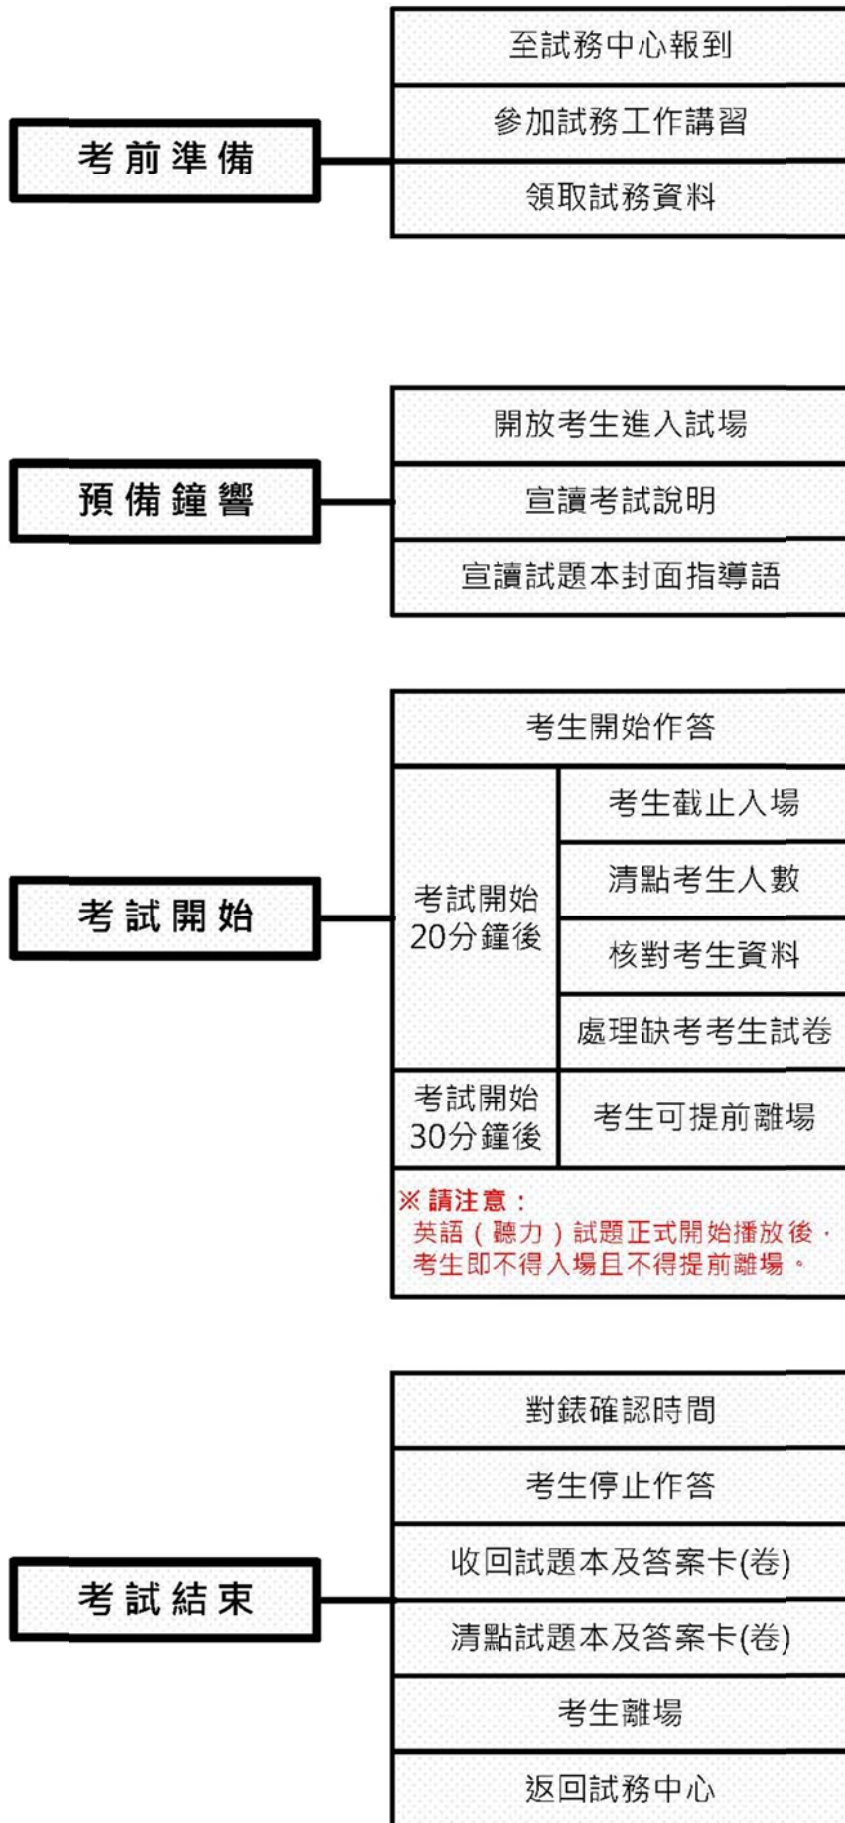 考前準備
至試務中心報到
參加試務工作講習
領取試務資料
預備鐘響
開放考生進入試場
宣讀考試說明
宣讀試題本封面指導語
考試開始
考生開始作答
考試開始
20分鐘後
考生截止入場
清點考生人數
核對考生資料
處理缺考考生試卷
考試開始
30分鐘後
考生可提前離場
※請注意：
英語（聽力）試題正式開始播放後，
考生即不得入場且不得提前離場。
考試結束
對錶確認時間
考生停止作答
收回試題本及答案卡(卷)
清點試題本及答案卡(卷)
考生離場
返回試務中心